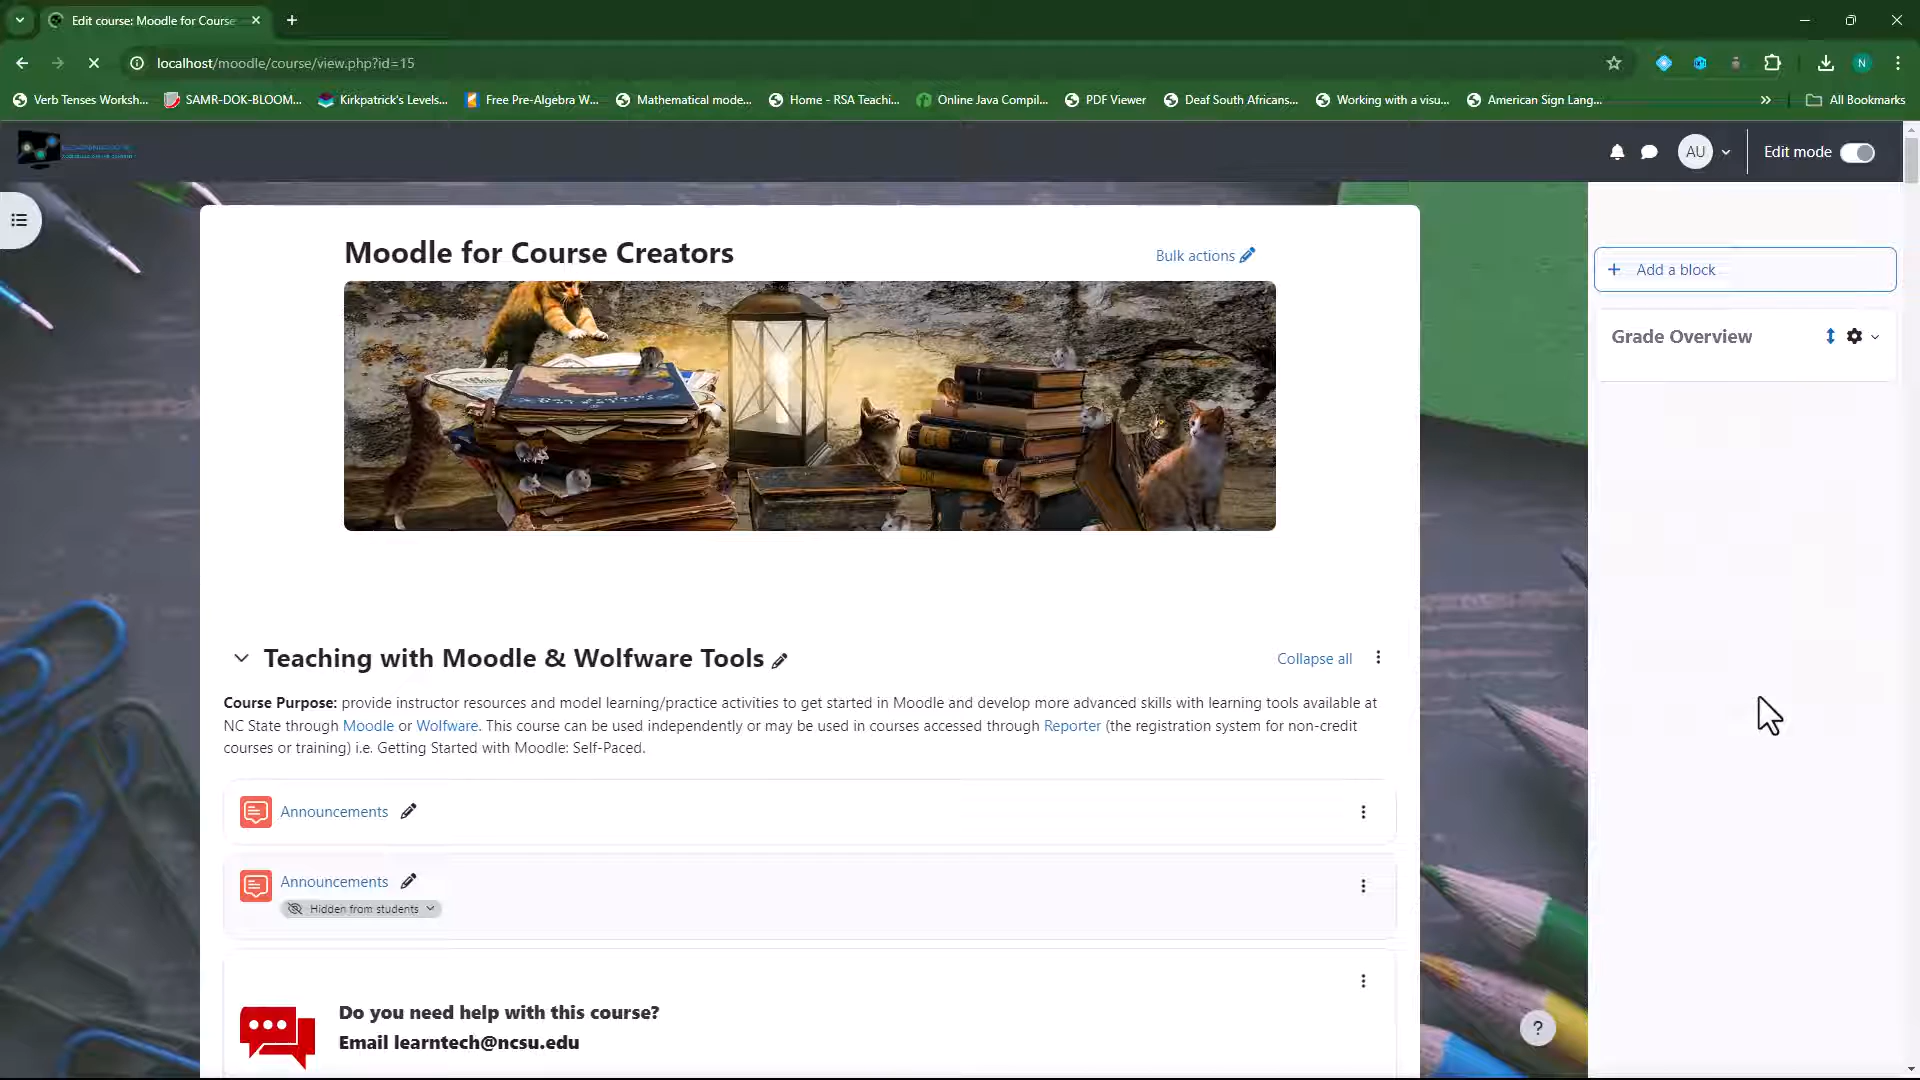 Edit course: Moodle for Course
localhost/moodle/course/view.php?id=15
Verb Tenses Worksh...
SAMR-DOK-BLOOM...
Kirkpatrick's Levels...
Free Pre-Algebra W...
Mathematical mode...
Home - RSA Teachi...
Online Java Compil...
PDF Viewer
Deaf South Africans...
Working with a visu...
American Sign Lang...
All Bookmarks
N
AU
Edit mode
Moodle for Course Creators
Bulk actions
Add a block
Grade Overview
Teaching with Moodle & Wolfware Tools
Collapse all
Course Purpose: provide instructor resources and model learning/practice activities to get started in Moodle and develop more advanced skills with learning tools available at
NC State through Moodle or Wolfware. This course can be used independently or may be used in courses accessed through Reporter (the registration system for non-credit
courses or training) i.e. Getting Started with Moodle: Self-Paced.
Announcements
Announcements
Hidden from students
Do you need help with this course?
Email learntech@ncsu.edu
?